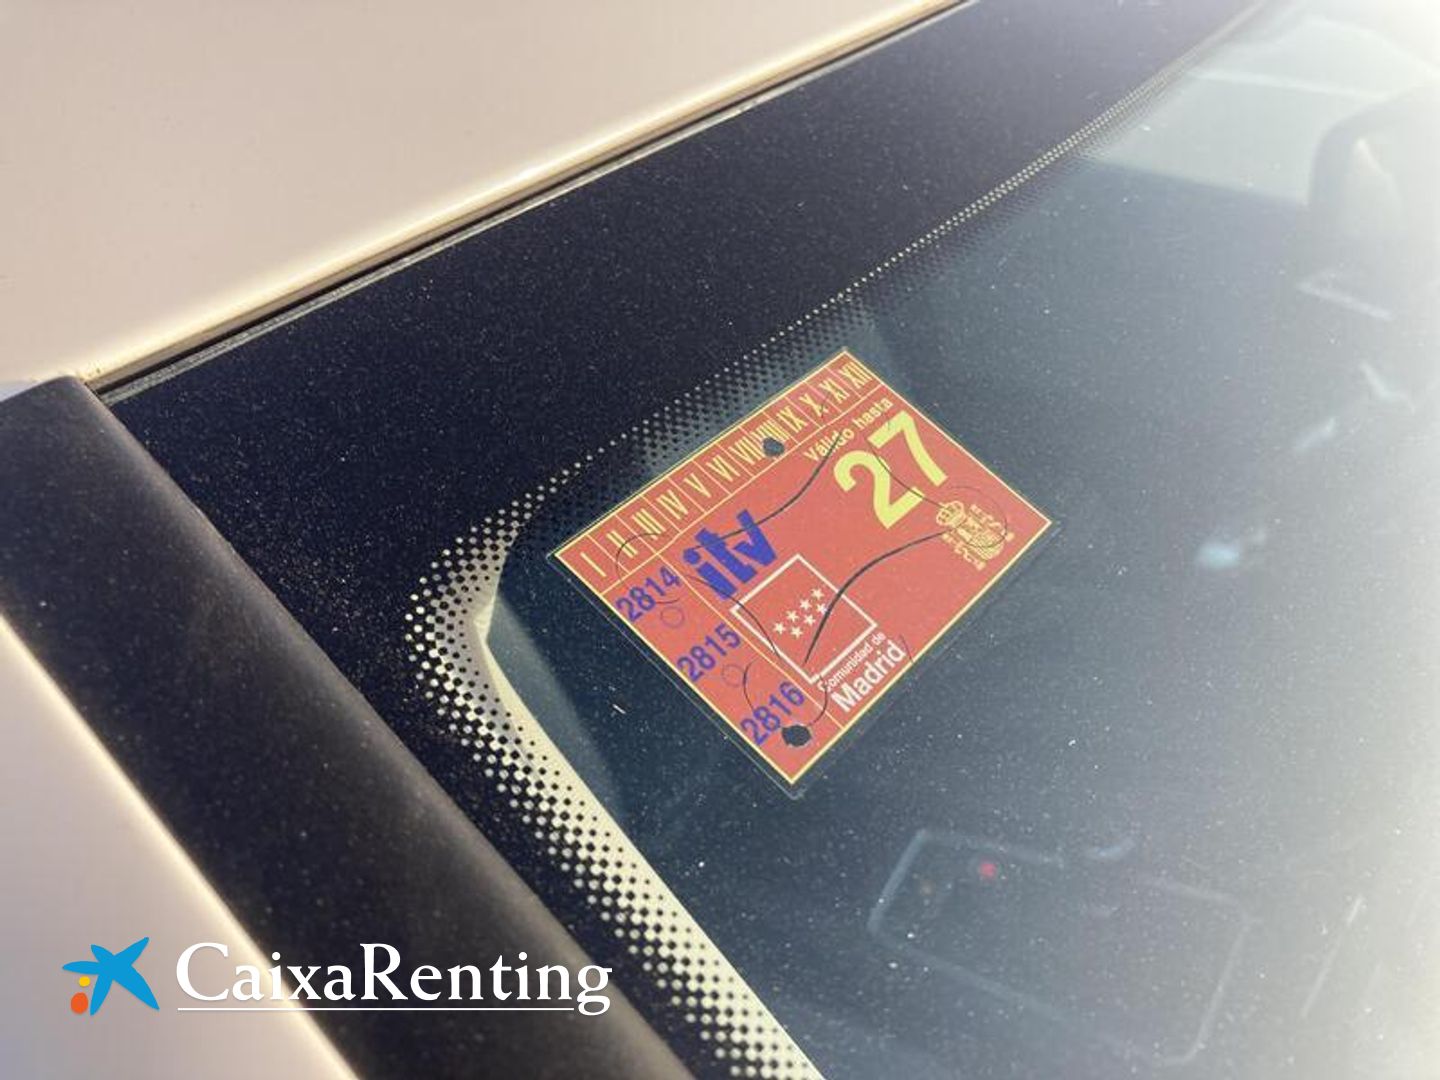 I II III IV V VI VII VIII IX X XI XII
Válido hasta
27
itv
2814
2815
2816
Comunidad de
Madrid
CaixaRenting